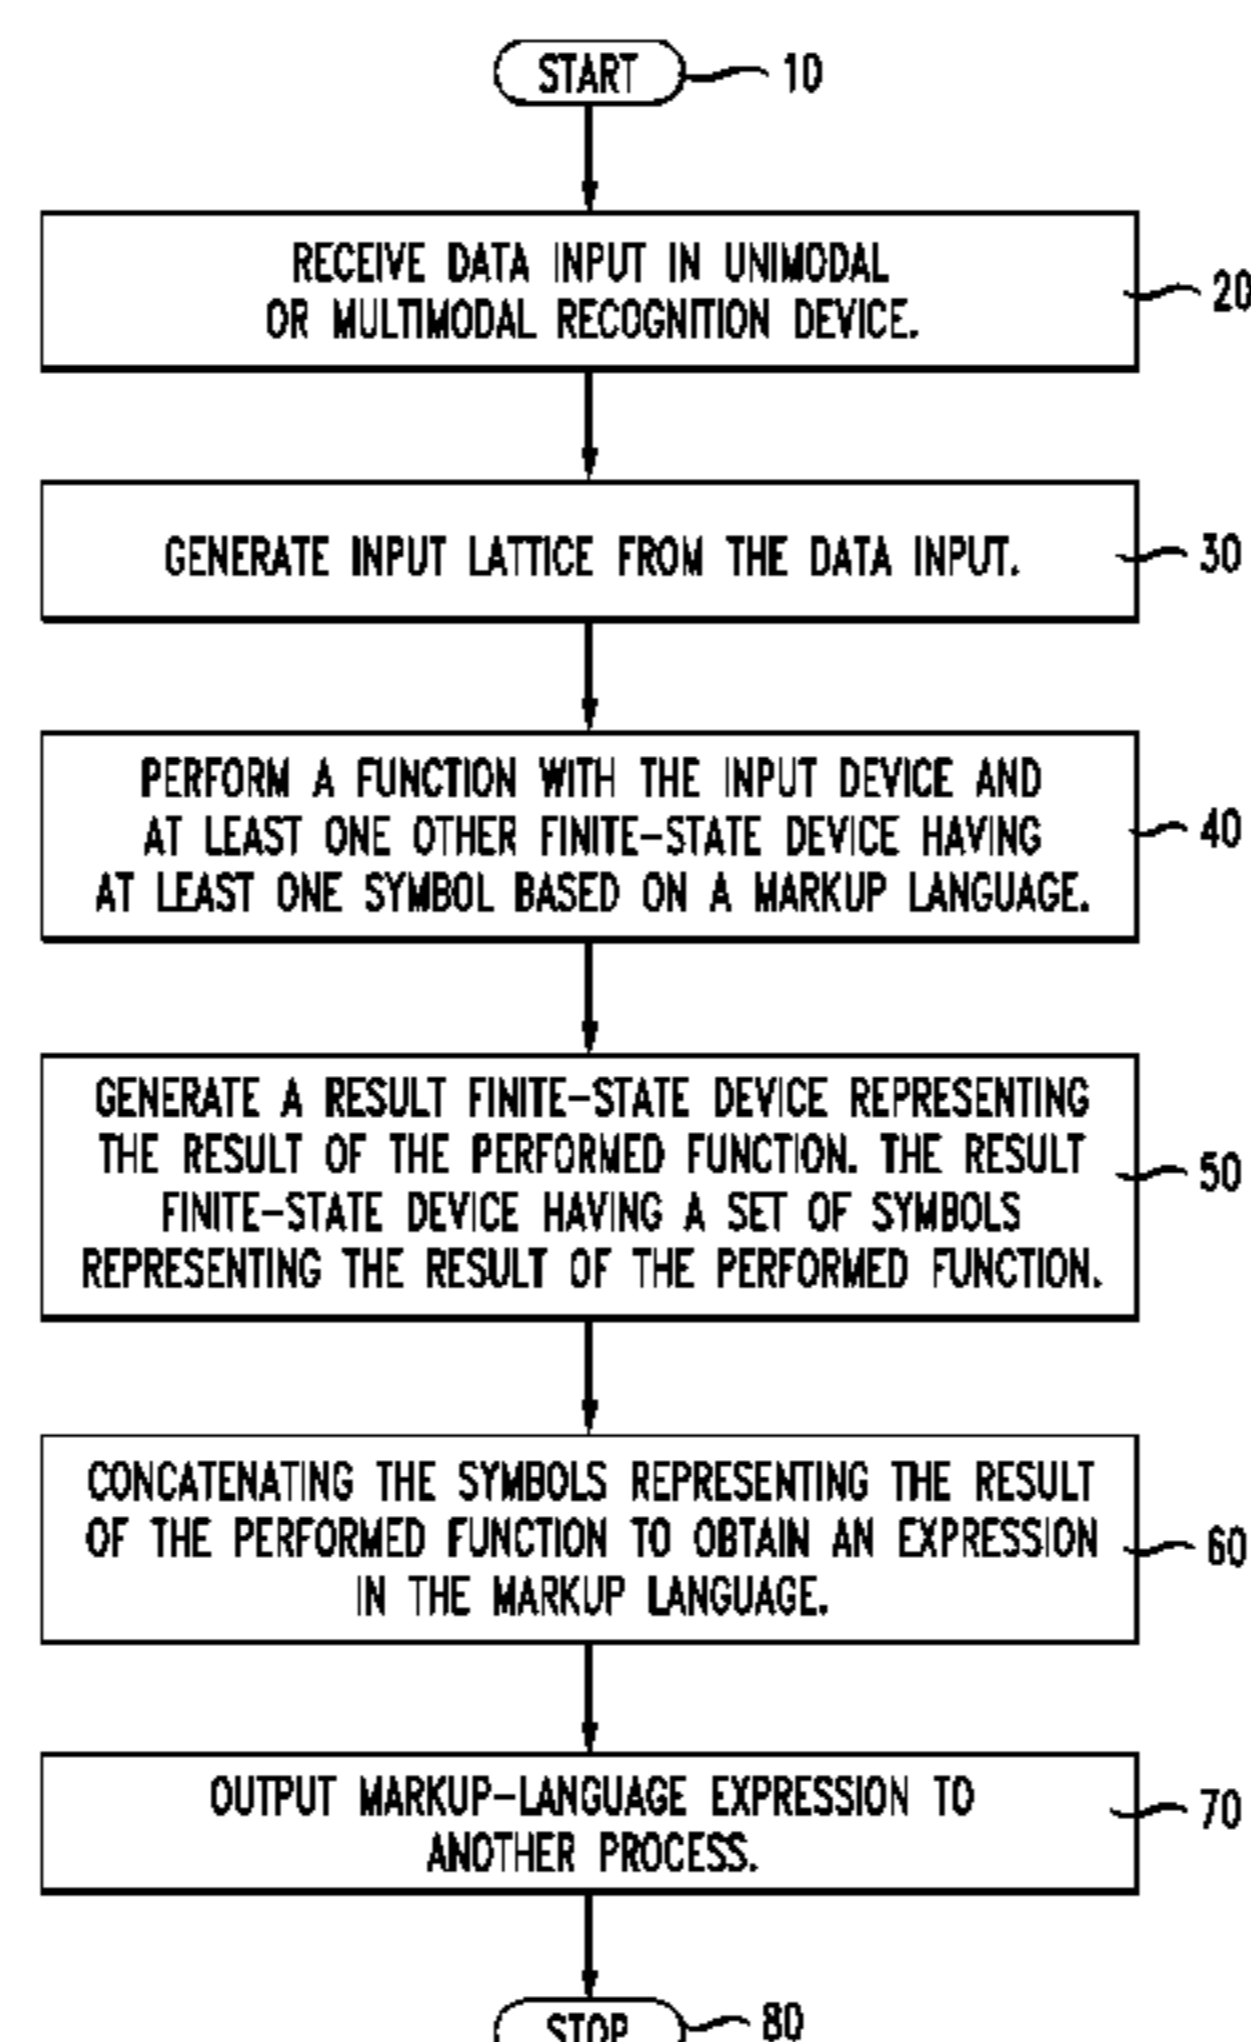 START 10
RECEIVE DATA INPUT IN UNIMODAL
OR MULTIMODAL RECOGNITION DEVICE.
20
GENERATE INPUT LATTICE FROM THE DATA INPUT.
30
PERFORM A FUNCTION WITH THE INPUT DEVICE AND
AT LEAST ONE OTHER FINITE-STATE DEVICE HAVING
AT LEAST ONE SYMBOL BASED ON A MARKUP LANGUAGE.
40
GENERATE A RESULT FINITE-STATE DEVICE REPRESENTING
THE RESULT OF THE PERFORMED FUNCTION. THE RESULT
FINITE-STATE DEVICE HAVING A SET OF SYMBOLS
REPRESENTING THE RESULT OF THE PERFORMED FUNCTION.
50
CONCATENATING THE SYMBOLS REPRESENTING THE RESULT
OF THE PERFORMED FUNCTION TO OBTAIN AN EXPRESSION
IN THE MARKUP LANGUAGE.
60
OUTPUT MARKUP-LANGUAGE EXPRESSION TO
ANOTHER PROCESS.
70
STOP 80